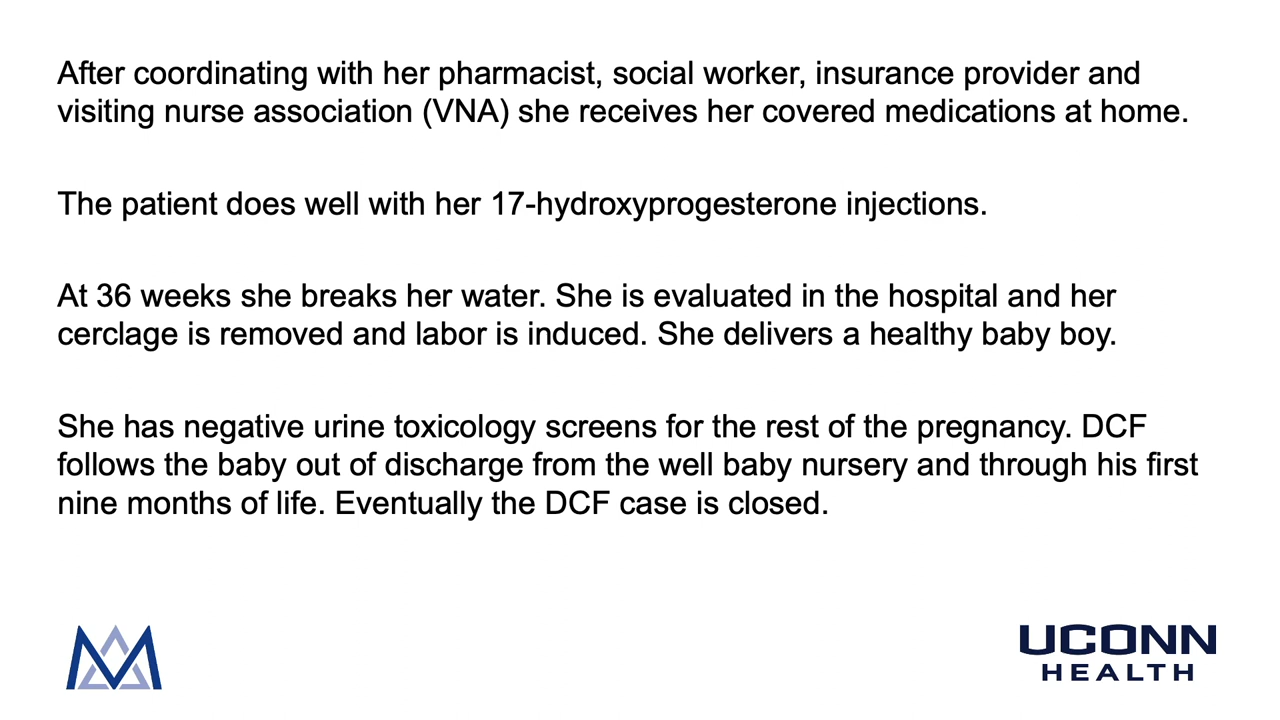 After coordinating with her pharmacist, social worker, insurance provider and
visiting nurse association (VNA) she receives her covered medications at home.
The patient does well with her 17-hydroxyprogesterone injections.
At 36 weeks she breaks her water. She is evaluated in the hospital and her
cerclage is removed and labor is induced. She delivers a healthy baby boy.
She has negative urine toxicology screens for the rest of the pregnancy. DCF
follows the baby out of discharge from the well baby nursery and through his first
nine months of life. Eventually the DCF case is closed.
UCONN
HEALTH